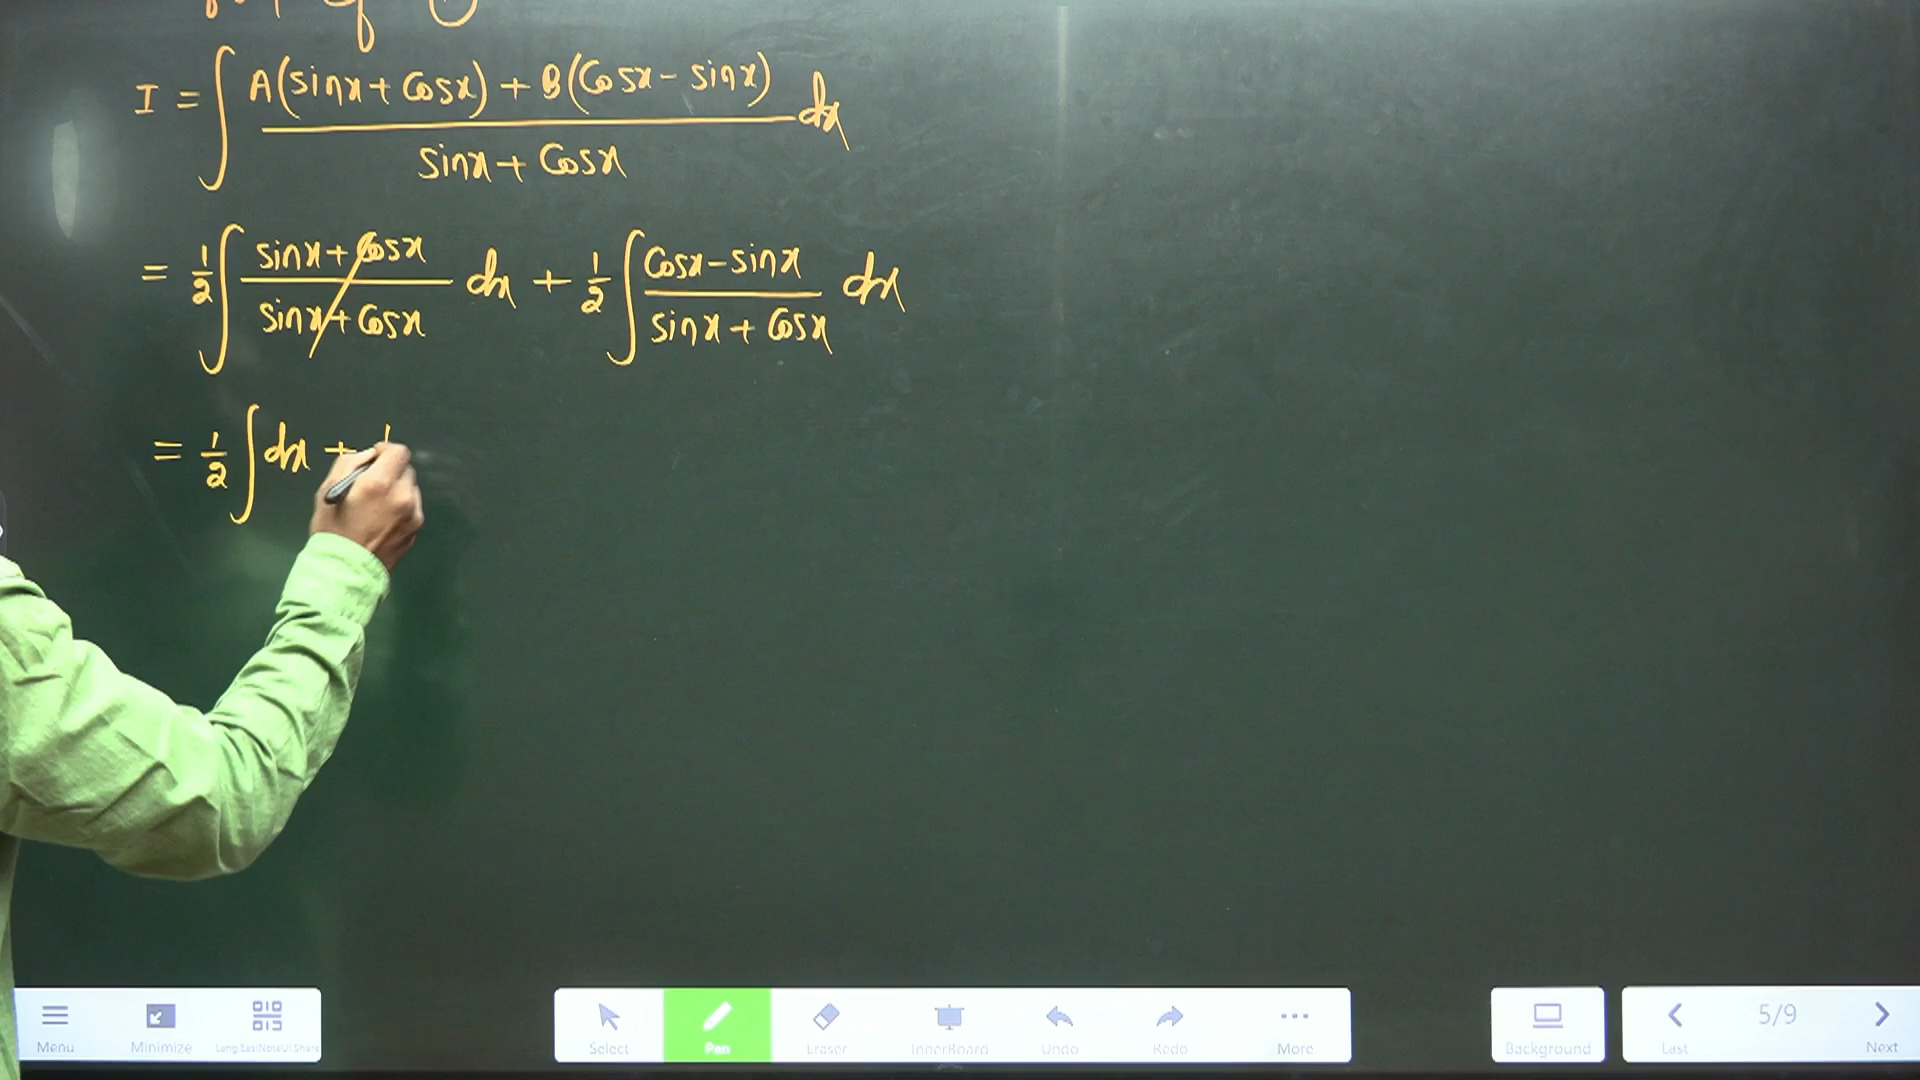 I = ∫ A(sinx + Cosx) + B(Cosx - sinx) / sinx + Cosx dx
= 1/2 ∫ sinx + Cosx / sinx + Cosx dx + 1/2 ∫ Cosx - sinx / sinx + Cosx dx
= 1/2 ∫ dx +
Menu Minimize Select Pen Eraser InnerBoard Undo Redo More Background Last 5/9 Next